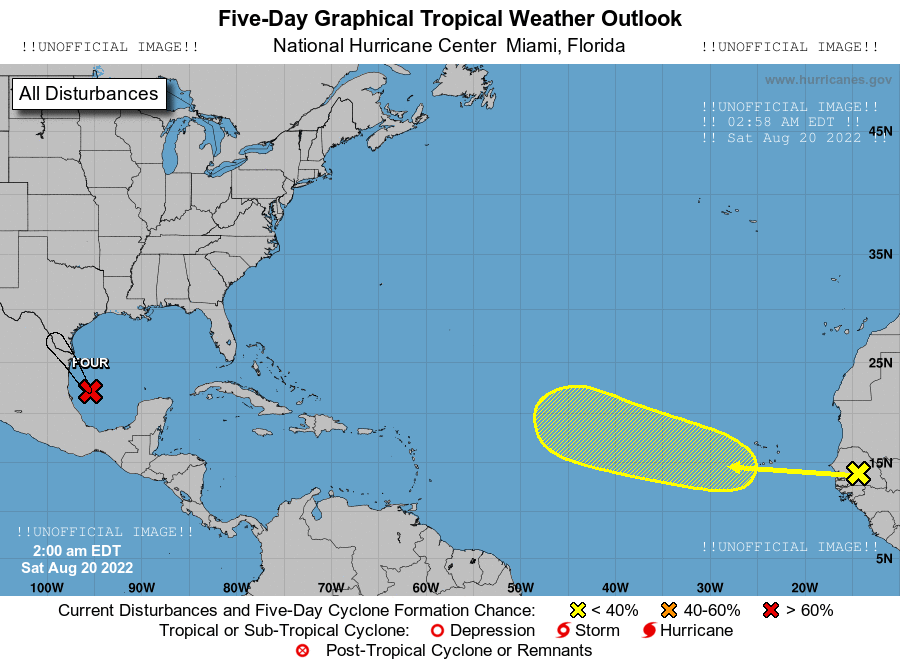 Five-Day Graphical Tropical Weather Outlook
!!UNOFFICIAL IMAGE!! National Hurricane Center Miami, Florida !!UNOFFICIAL IMAGE!!
All Disturbances
www.hurricanes.gov
!!UNOFFICIAL IMAGE!!
!! 02:58 AM EDT !!
!! Sat Aug 20 2022 !!
45N
35N
FOUR
25N
15N
!!UNOFFICIAL IMAGE!!
2:00 am EDT
Sat Aug 20 2022
!!UNOFFICIAL IMAGE!!
5N
100W 90W 80W 70W 60W 50W 40W 30W 20W
Current Disturbances and Five-Day Cyclone Formation Chance: < 40% 40-60% > 60%
Tropical or Sub-Tropical Cyclone: Depression Storm Hurricane
Post-Tropical Cyclone or Remnants